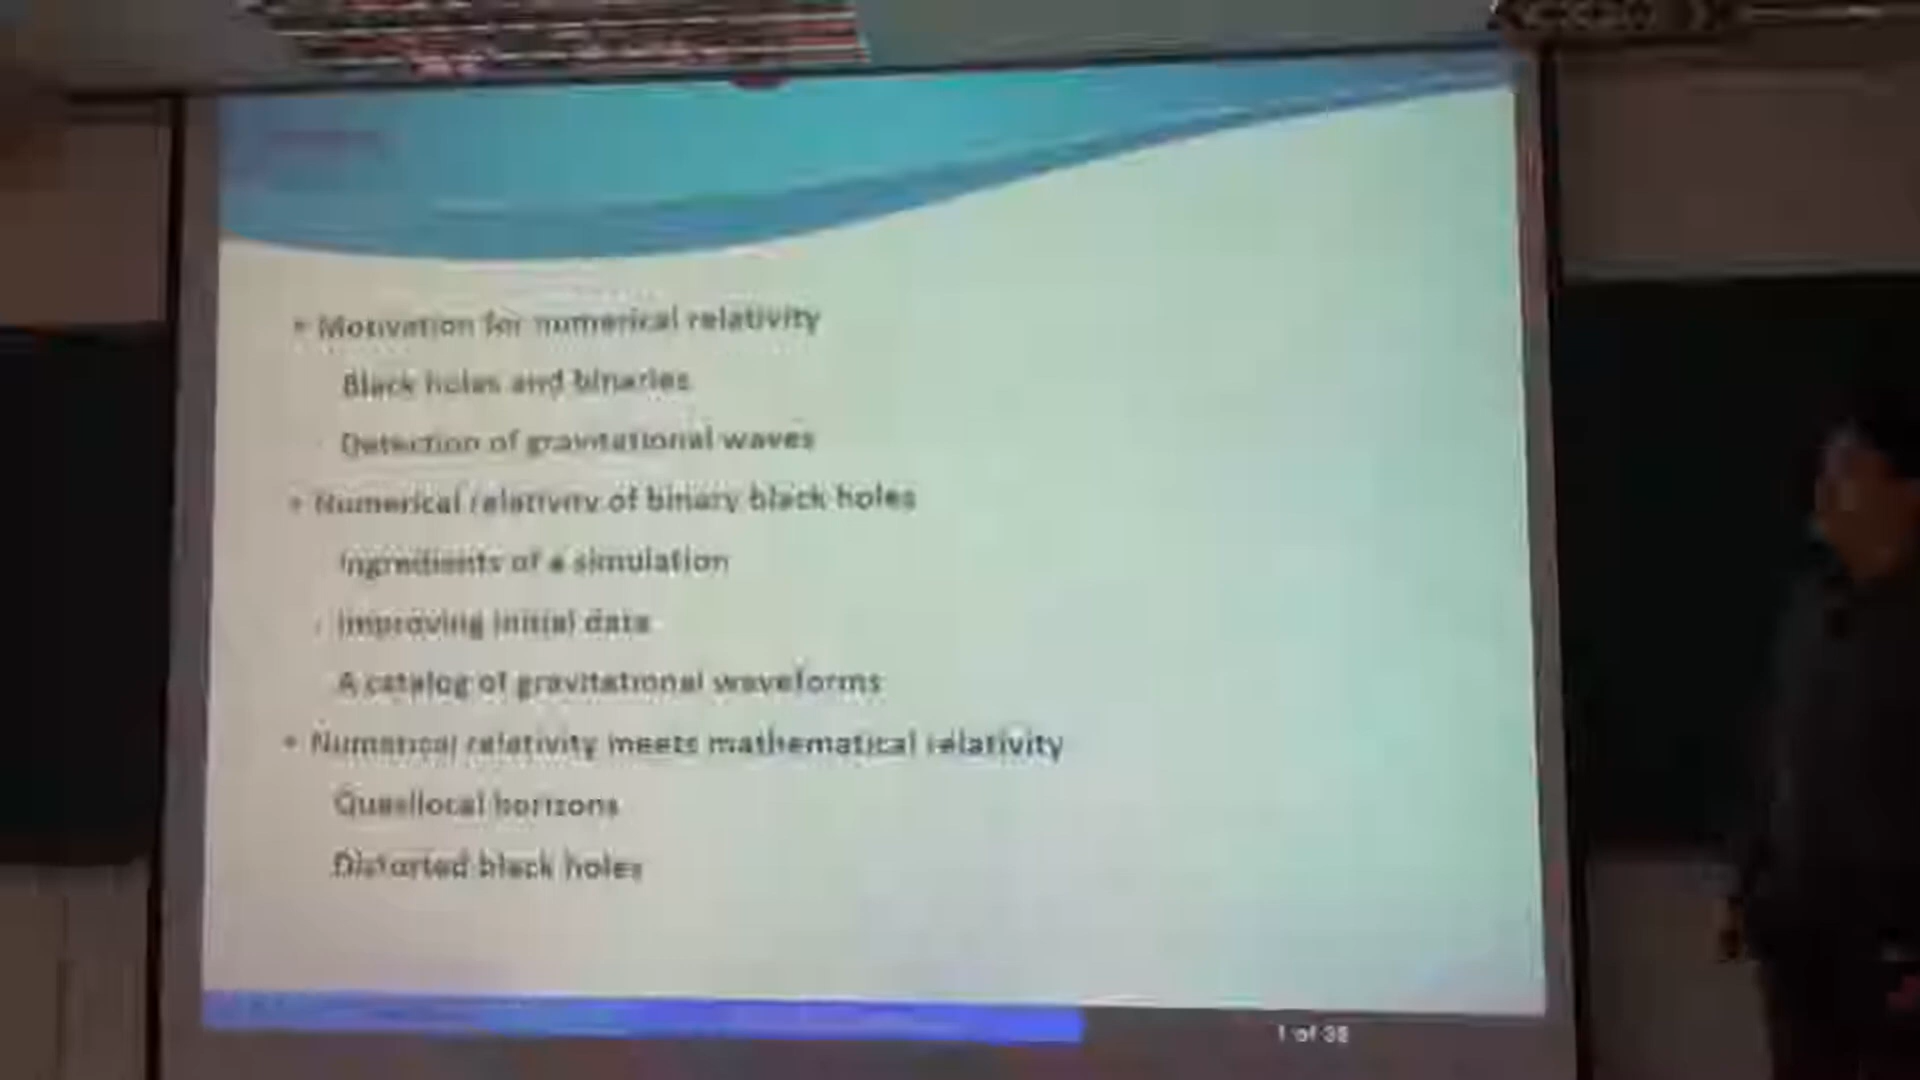 Motivation for numerical relativity
Black holes and binaries
Detection of gravitational waves
Numerical relativity of binary black holes
Ingredients of a simulation
Improving initial data
A catalog of gravitational waveforms
Numerical relativity meets mathematical relativity
Quasilocal horizons
Distorted black holes
1 of 38